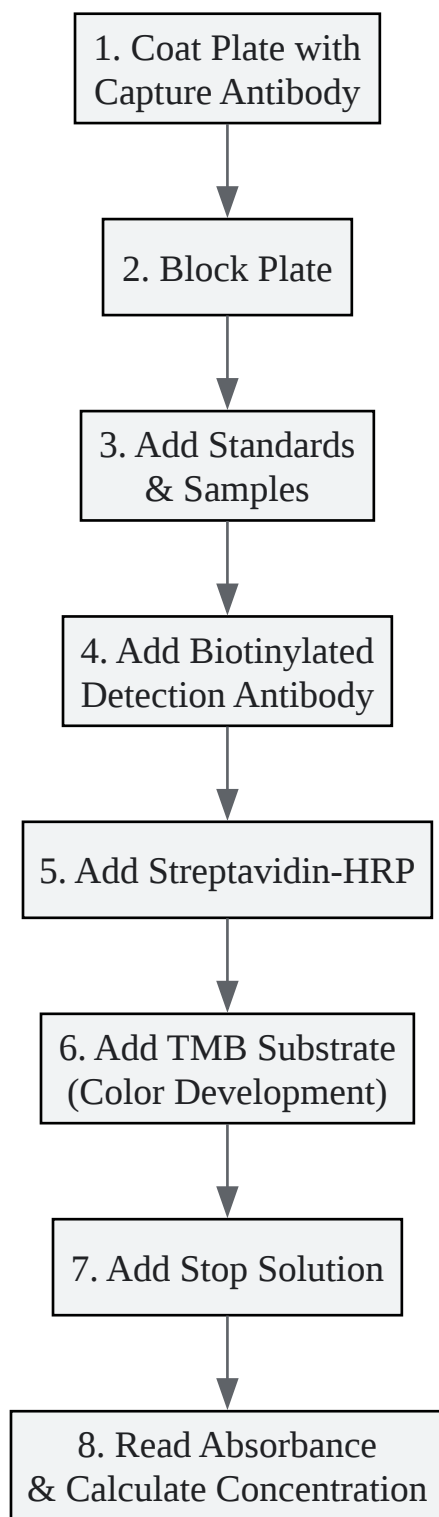 1. Coat Plate with
Capture Antibody
2. Block Plate
3. Add Standards
& Samples
4. Add Biotinylated
Detection Antibody
5. Add Streptavidin-HRP
6. Add TMB Substrate
(Color Development)
7. Add Stop Solution
8. Read Absorbance
& Calculate Concentration